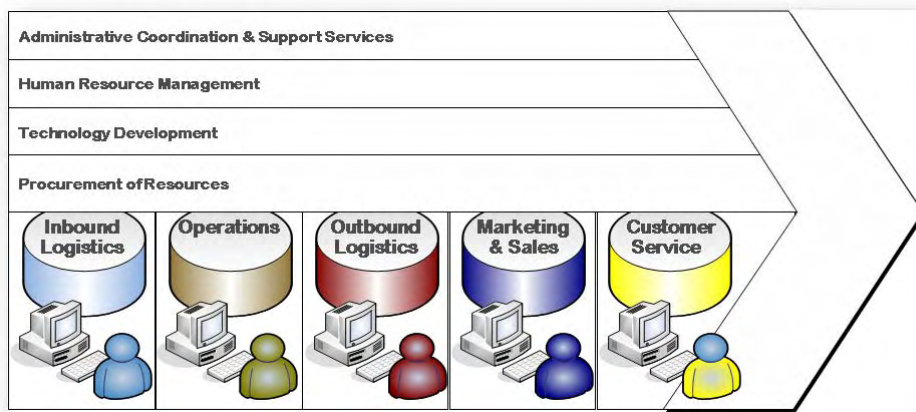 Administrative Coordination & Support Services
Human Resource Management
Technology Development
Procurement of Resources
Inbound
Logistics
Operations
Outbound
Logistics
Marketing
& Sales
Customer
Service